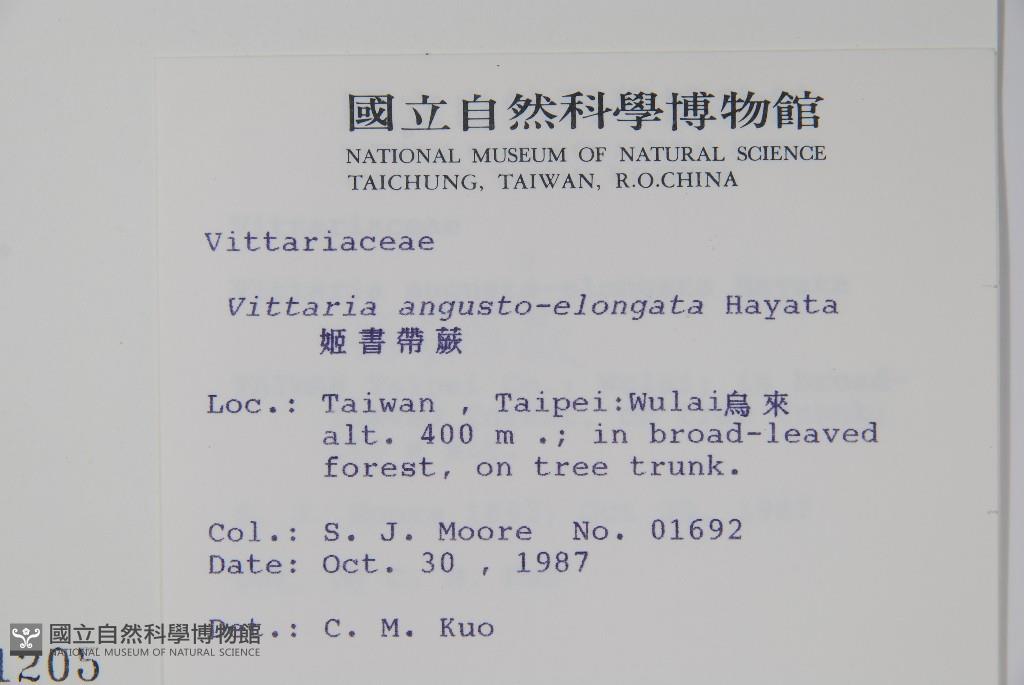 國立自然科學博物館
NATIONAL MUSEUM OF NATURAL SCIENCE
TAICHUNG, TAIWAN, R.O.CHINA
Vittariaceae
Vittaria angusto-elongata Hayata
姬書帶蕨
Loc.: Taiwan , Taipei:Wulai烏來
alt. 400 m .; in broad-leaved
forest, on tree trunk.
Col.: S. J. Moore No. 01692
Date: Oct. 30 , 1987
Det.: C. M. Kuo
國立自然科學博物館
NATIONAL MUSEUM OF NATURAL SCIENCE
1205